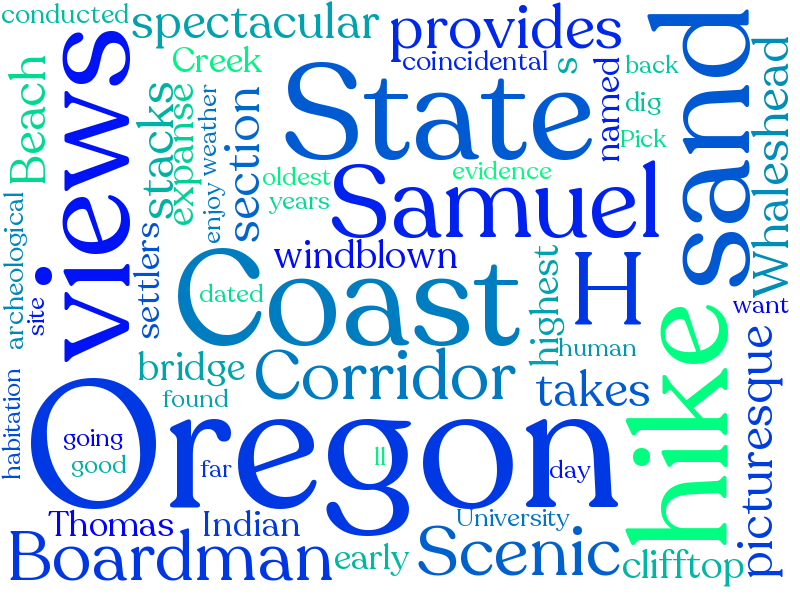 conducted
spectacular
provides
coincidental
s
named
back
dig
Pick
sand
Whaleshead
Beach
views
Creek
stacks
expanse
enjoy weather
section
State
oldest
years
evidence
Samuel
archeological
site
settlers
windblown
Coast
dated
highest
H
want
human
bridge
Corridor
takes
hike
picturesque
found
habitation
Oregon
going
good
far
ll
day
Thomas
Indian
University
Boardman
early
Scenic
clifftop